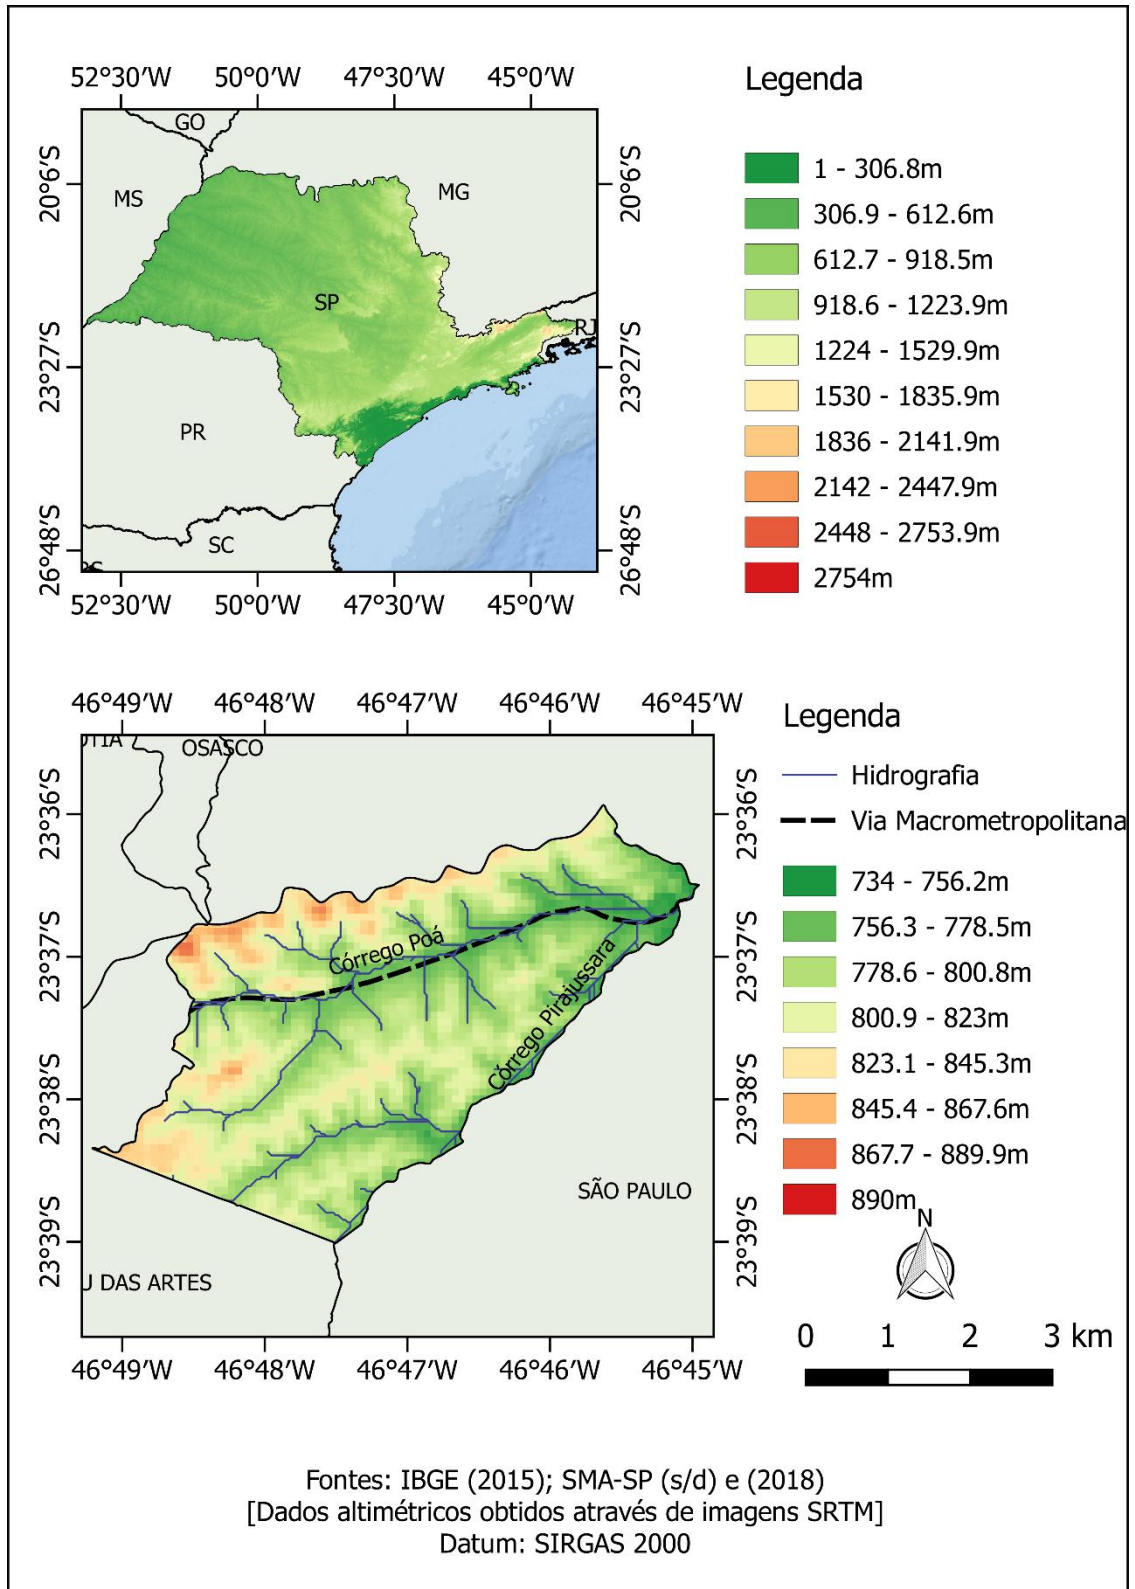 52°30′W 50°0′W 47°30′W 45°0′W
Legenda
20°6′S
23°27′S
26°48′S
GO
MS
MG
SP
RJ
PR
SC
20°6′S
23°27′S
26°48′S
52°30′W 50°0′W 47°30′W 45°0′W
1 - 306.8m
306.9 - 612.6m
612.7 - 918.5m
918.6 - 1223.9m
1224 - 1529.9m
1530 - 1835.9m
1836 - 2141.9m
2142 - 2447.9m
2448 - 2753.9m
2754m
46°49′W 46°48′W 46°47′W 46°46′W 46°45′W
23°36′S
23°37′S
23°38′S
23°39′S
OSASCO
Córrego Poá
Córrego Pirajussara
SÃO PAULO
U DAS ARTES
23°36′S
23°37′S
23°38′S
23°39′S
46°49′W 46°48′W 46°47′W 46°46′W 46°45′W
Legenda
Hidrografia
Via Macrometropolitana
734 - 756.2m
756.3 - 778.5m
778.6 - 800.8m
800.9 - 823m
823.1 - 845.3m
845.4 - 867.6m
867.7 - 889.9m
890m
N
0 1 2 3 km
Fontes: IBGE (2015); SMA-SP (s/d) e (2018)
[Dados altimétricos obtidos através de imagens SRTM]
Datum: SIRGAS 2000